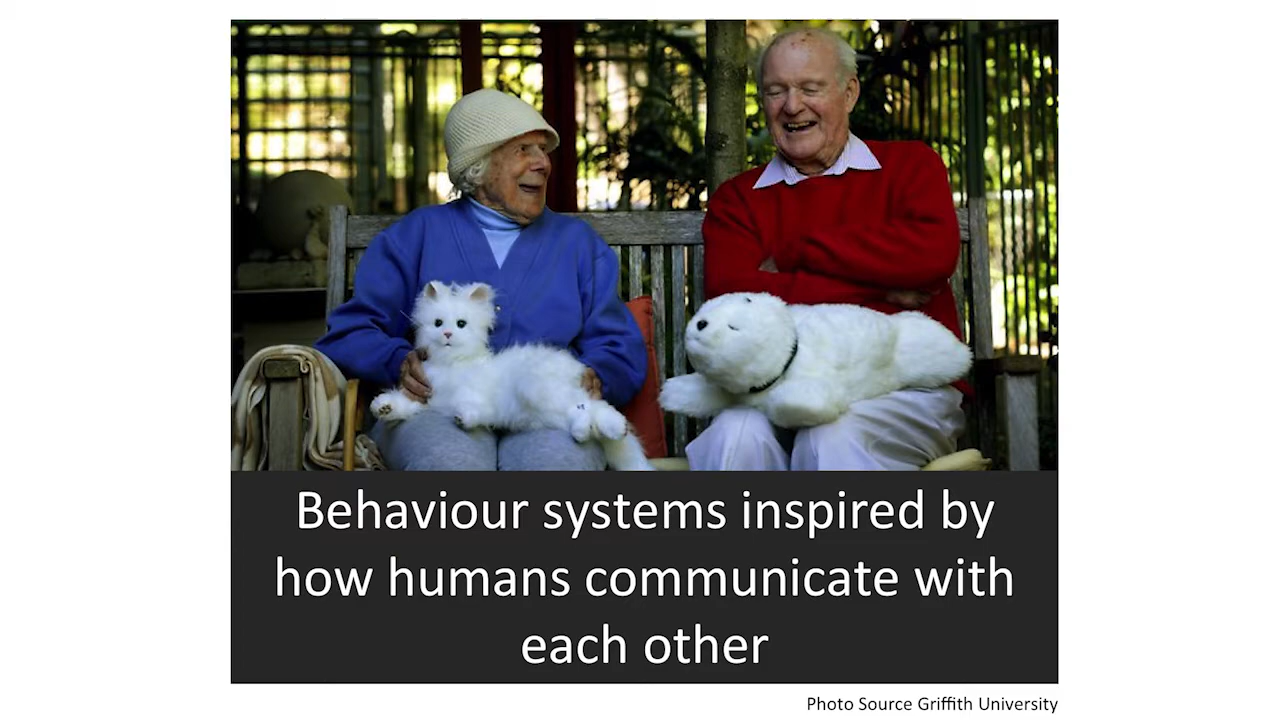 Behaviour systems inspired by
how humans communicate with
each other
Photo Source Griffith University